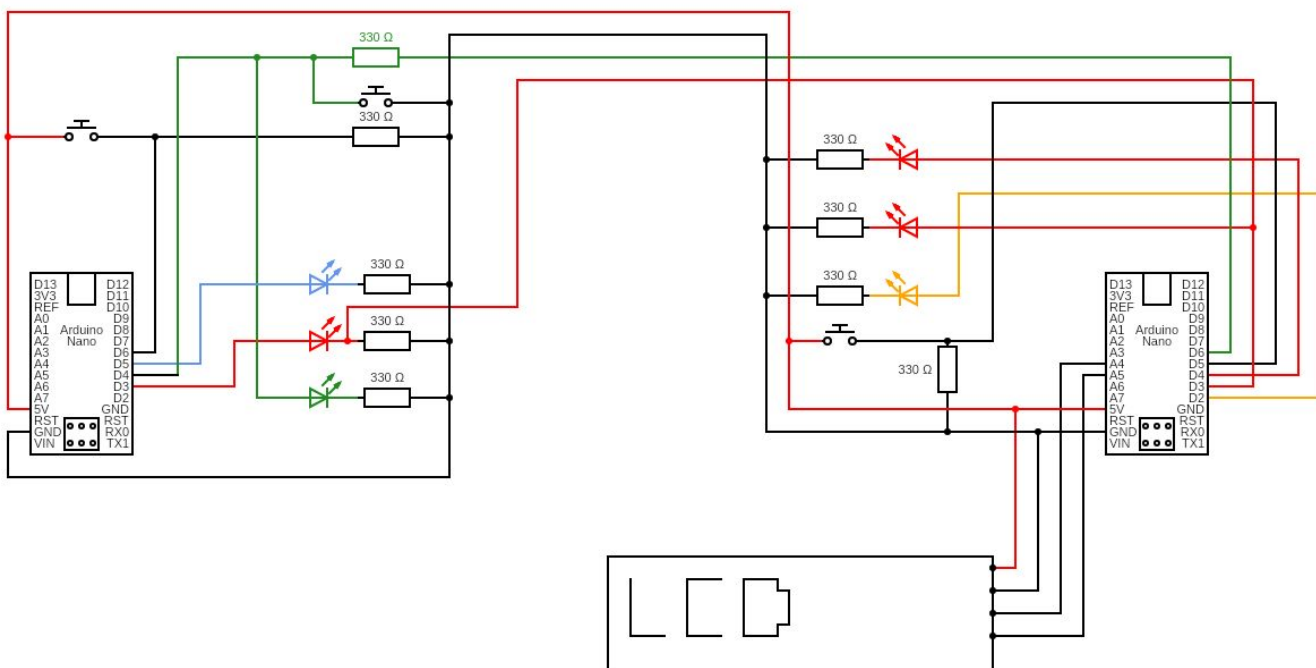 330 Ω
330 Ω
330 Ω
330 Ω
330 Ω
330 Ω
330 Ω
330 Ω
330 Ω
D13 D12
3V3 D11
REF D10
A0 D9
A1 D8
A2 D7
A3 D6
A4 D5
A5 D4
A6 D3
A7 D2
5V GND
RST RST
GND RX0
VIN TX1
Arduino
Nano
D13 D12
3V3 D11
REF D10
A0 D9
A1 D8
A2 D7
A3 D6
A4 D5
A5 D4
A6 D3
A7 D2
5V GND
RST RST
GND RX0
VIN TX1
Arduino
Nano
LCD